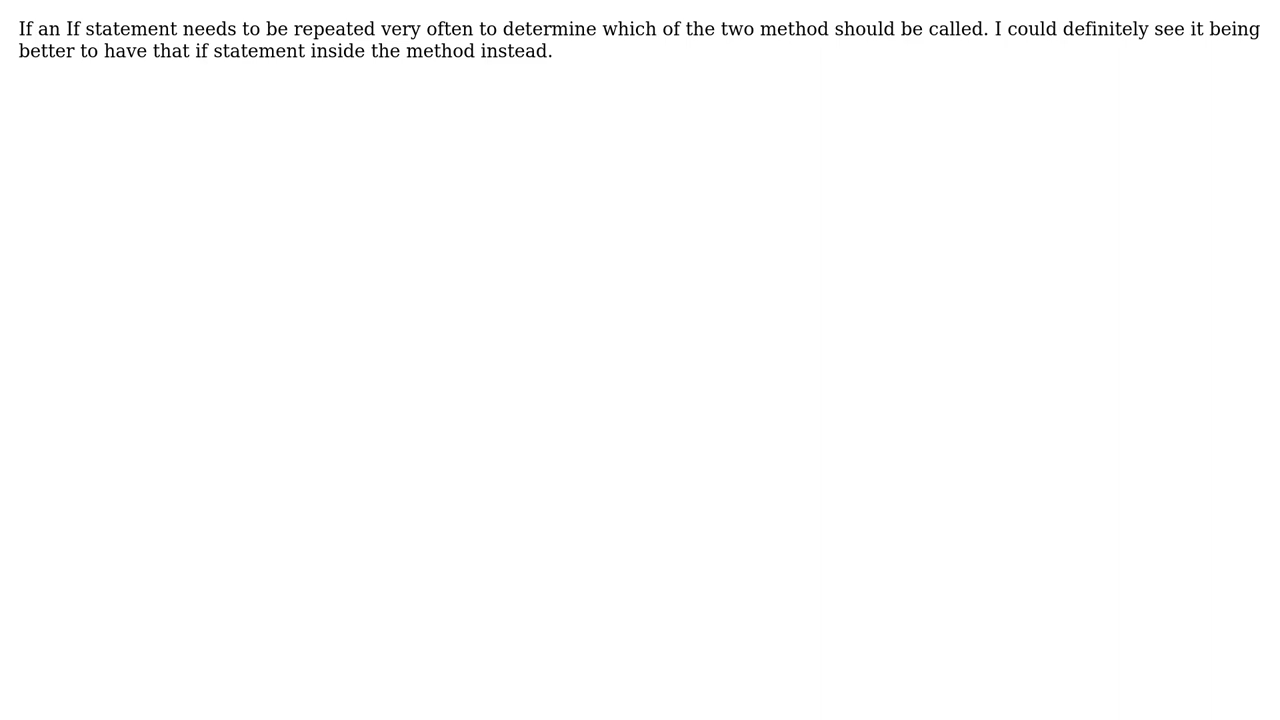 If an If statement needs to be repeated very often to determine which of the two method should be called. I could definitely see it being
better to have that if statement inside the method instead.